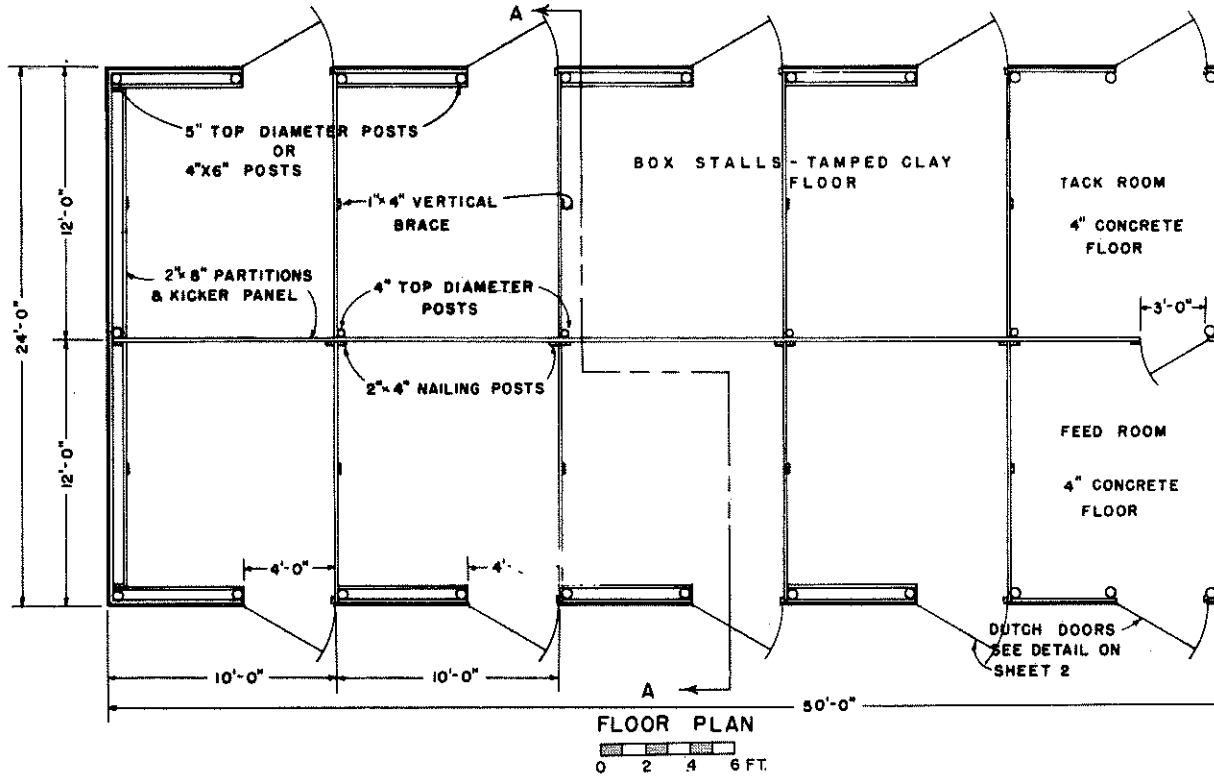 A
5" TOP DIAMETER POSTS
OR
4"X6" POSTS
BOX STALLS - TAMPED CLAY
FLOOR
TACK ROOM
4" CONCRETE
FLOOR
1"x 4" VERTICAL
BRACE
12'-0"
2"x 8" PARTITIONS
& KICKER PANEL
4" TOP DIAMETER
POSTS
3'-0"
24'-0"
2"x 4" NAILING POSTS
FEED ROOM
4" CONCRETE
FLOOR
12'-0"
4'-0"
4'-
DUTCH DOORS
SEE DETAIL ON
SHEET 2
10'-0"
10'-0"
A
50'-0"
FLOOR PLAN
0 2 4 6 FT.